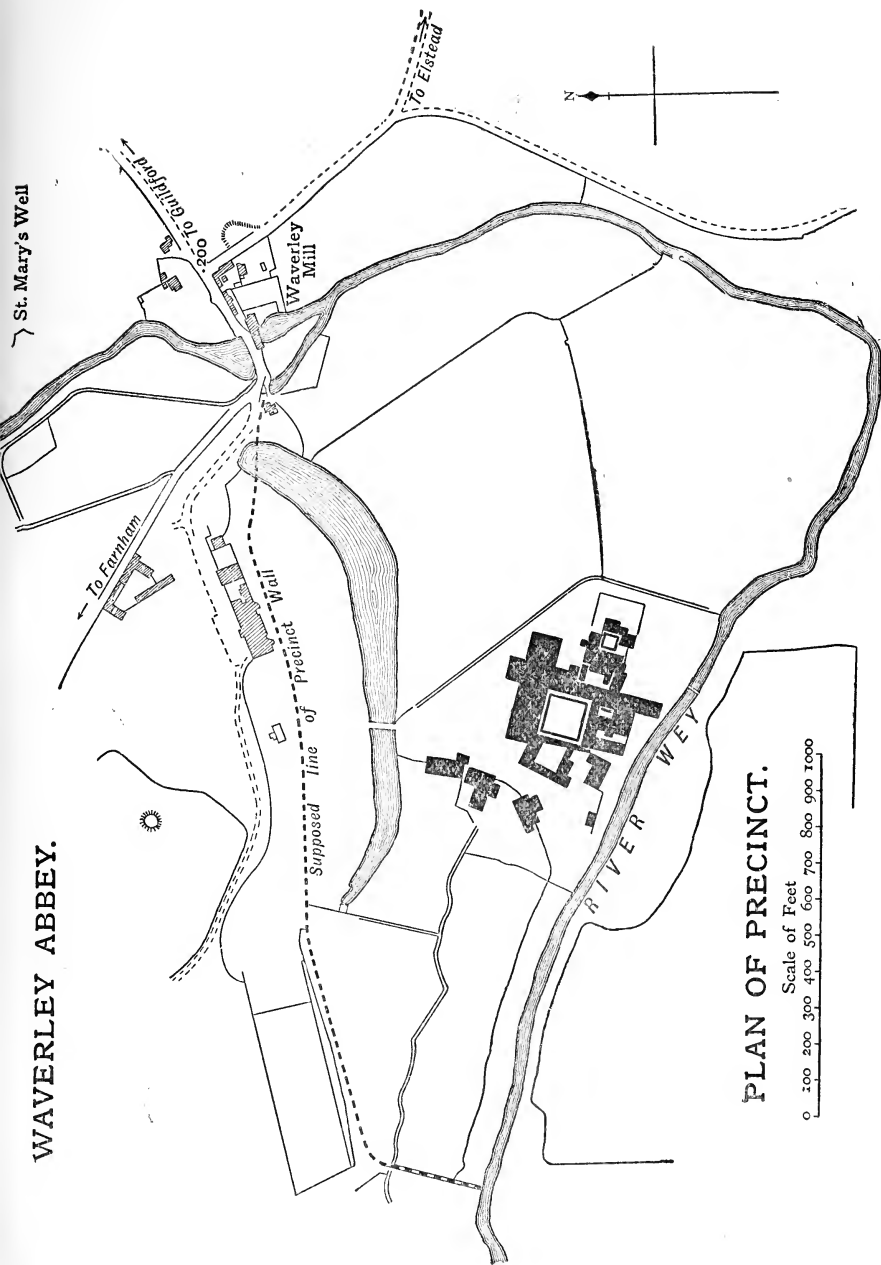 WAVERLEY ABBEY.
St. Mary's Well
To Farnham
To Guildford
200
To Elstead
Waverley
Mill
N
Supposed line of Precinct Wall
RIVER WEY
PLAN OF PRECINCT.
Scale of Feet
0 100 200 300 400 500 600 700 800 900 1000